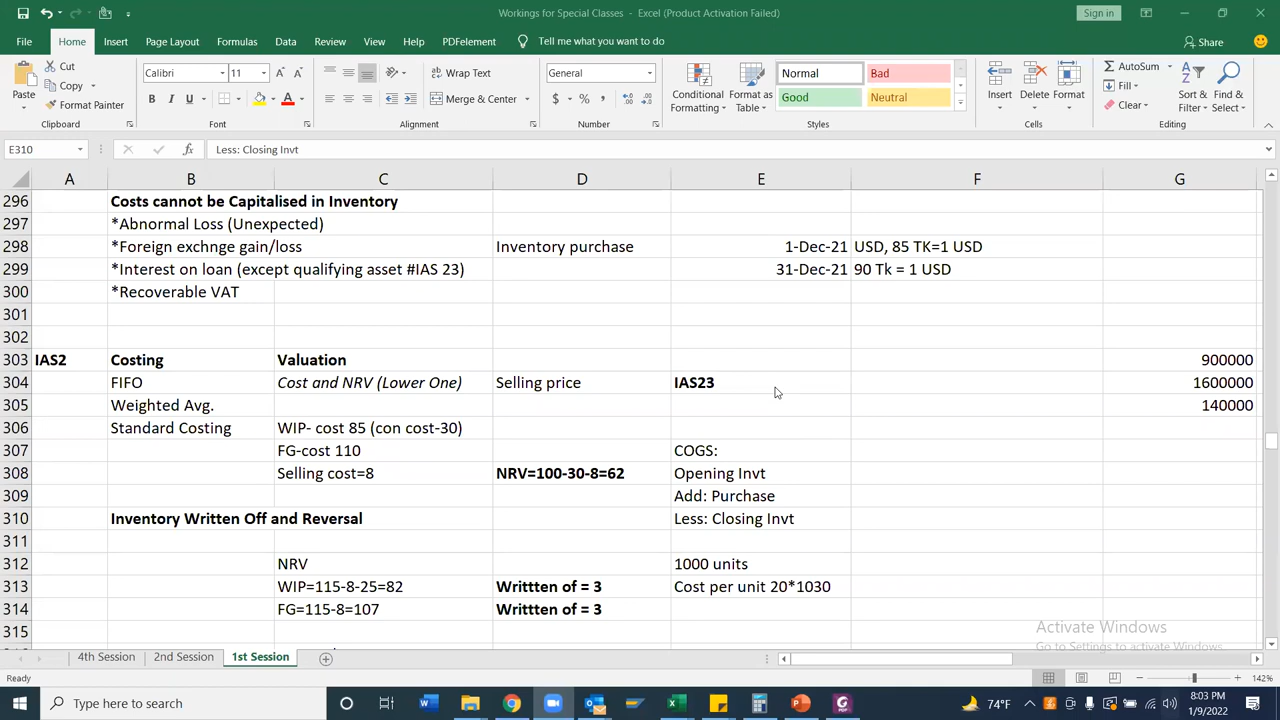 Workings for Special Classes - Excel (Product Activation Failed)
Sign in
File Home Insert Page Layout Formulas Data Review View Help PDFelement Tell me what you want to do Share
Paste
Cut
Copy
Format Painter
Clipboard
Calibri 11
B I U
Font
Wrap Text
Merge & Center
Alignment
General
$ % ,
Number
Conditional Formatting
Format as Table
Normal Bad
Good Neutral
Styles
Insert Delete Format
Cells
AutoSum
Fill
Clear
Sort & Filter
Find & Select
Editing
E310 fx Less: Closing Invt
A B C D E F G
296 Costs cannot be Capitalised in Inventory
297 *Abnormal Loss (Unexpected)
298 *Foreign exchnge gain/loss Inventory purchase 1-Dec-21 USD, 85 TK=1 USD
299 *Interest on loan (except qualifying asset #IAS 23) 31-Dec-21 90 Tk = 1 USD
300 *Recoverable VAT
301
302
303 IAS2 Costing Valuation 900000
304 FIFO Cost and NRV (Lower One) Selling price IAS23 1600000
305 Weighted Avg. 140000
306 Standard Costing WIP- cost 85 (con cost-30)
307 FG-cost 110 COGS:
308 Selling cost=8 NRV=100-30-8=62 Opening Invt
309 Add: Purchase
310 Inventory Written Off and Reversal Less: Closing Invt
311
312 NRV 1000 units
313 WIP=115-8-25=82 Writtten of = 3 Cost per unit 20*1030
314 FG=115-8=107 Writtten of = 3
315
Activate Windows
Go to Settings to activate Windows.
4th Session 2nd Session 1st Session
Ready 142%
Type here to search
74°F
8:03 PM
1/9/2022